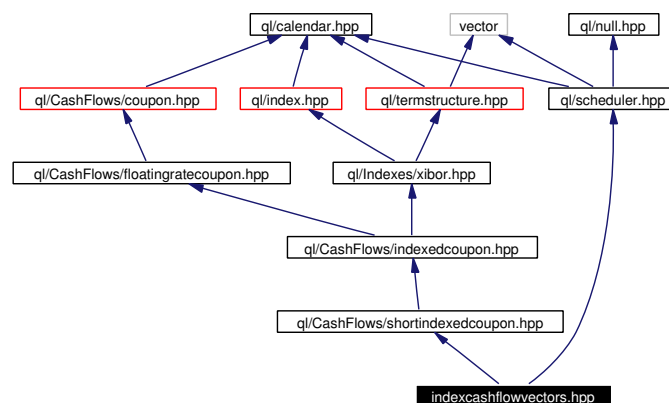 ql/calendar.hpp vector ql/null.hpp
ql/CashFlows/coupon.hpp ql/index.hpp ql/termstructure.hpp ql/scheduler.hpp
ql/CashFlows/floatingratecoupon.hpp ql/Indexes/xibor.hpp
ql/CashFlows/indexedcoupon.hpp
ql/CashFlows/shortindexedcoupon.hpp
indexcashflowvectors.hpp